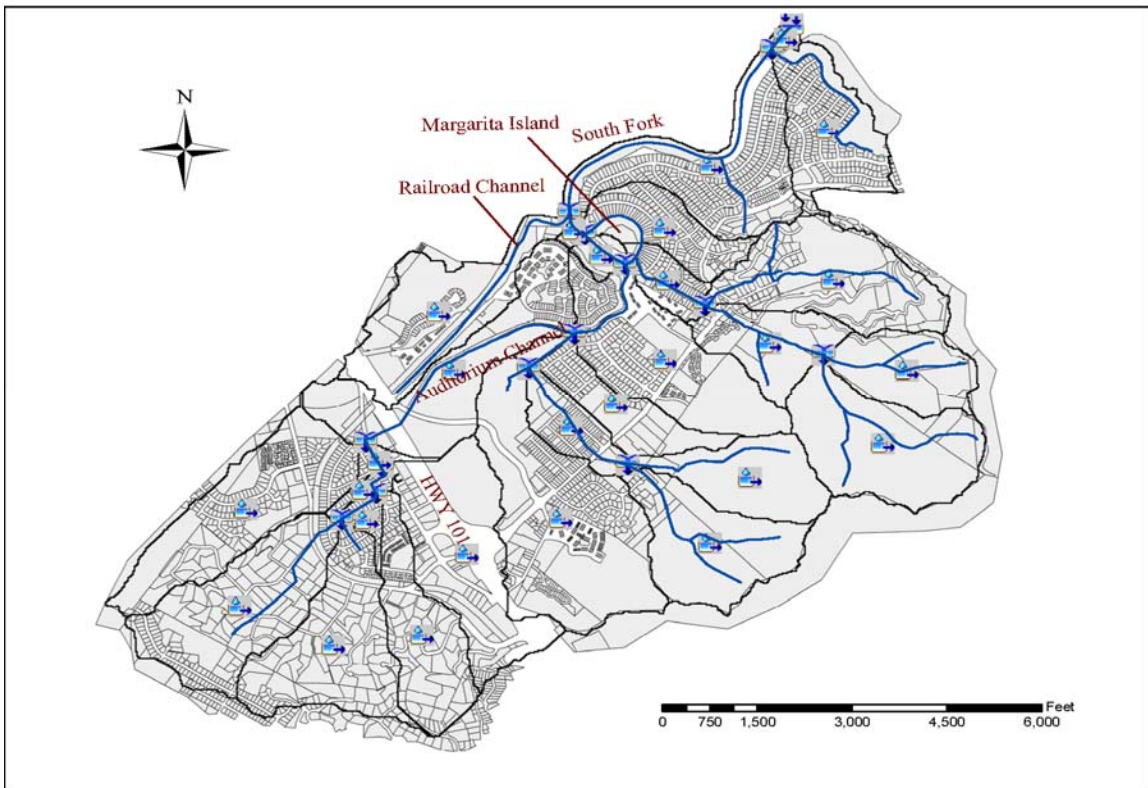 N
Margarita Island
South Fork
Railroad Channel
Auditorium Channel
HWY 101
Feet
0 750 1,500 3,000 4,500 6,000